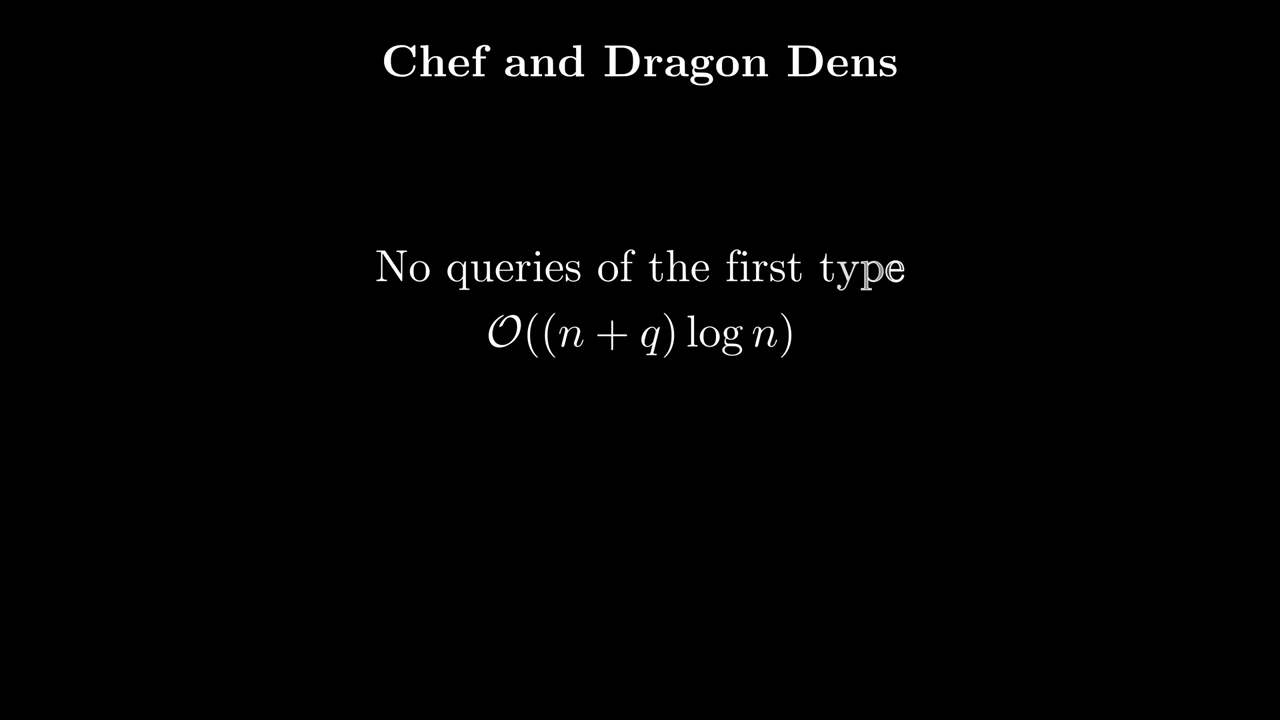 Chef and Dragon Dens
No queries of the first type
𝒪((n + q) log n)